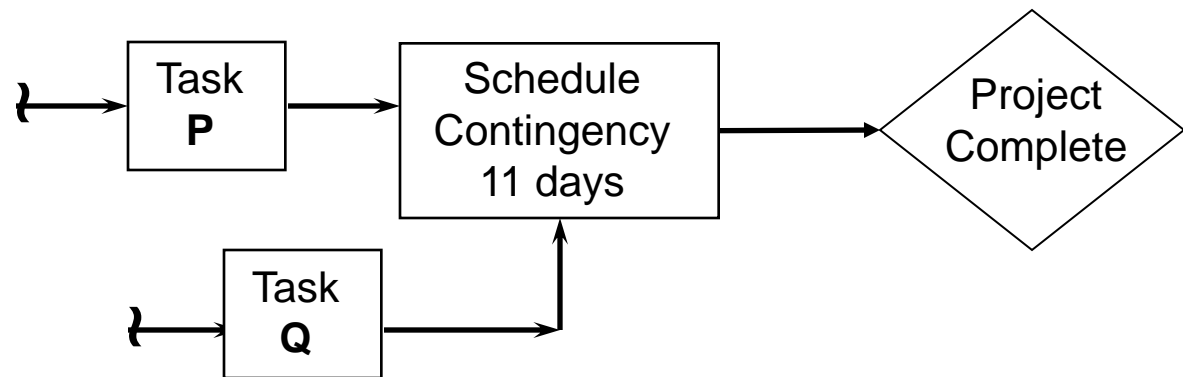 Task
P
Schedule
Contingency
11 days
Project
Complete
Task
Q